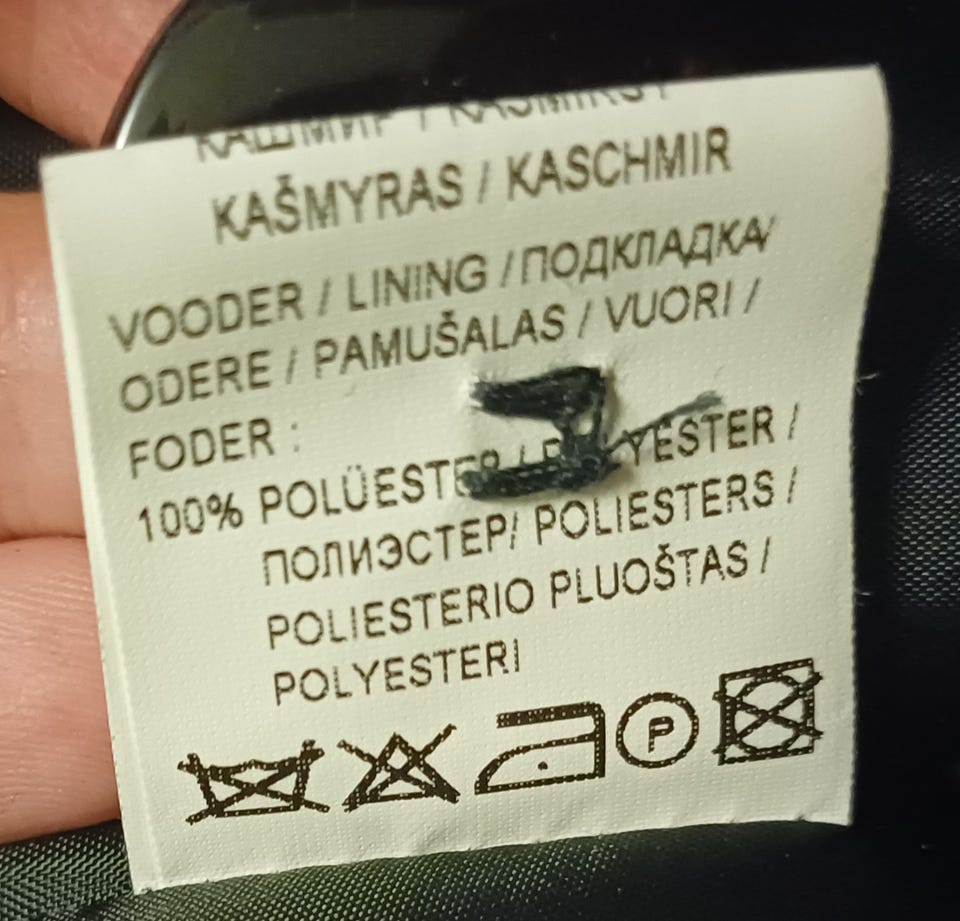 KAŠMYRAS / KASCHMIR
VOODER / LINING / ПОДКЛАДКА/
ODERE / PAMUŠALAS / VUORI /
FODER :
100% POLÜESTER / POLYESTER /
ПОЛИЭСТЕР/ POLIESTERS /
POLIESTERIO PLUOŠTAS /
POLYESTERI
P